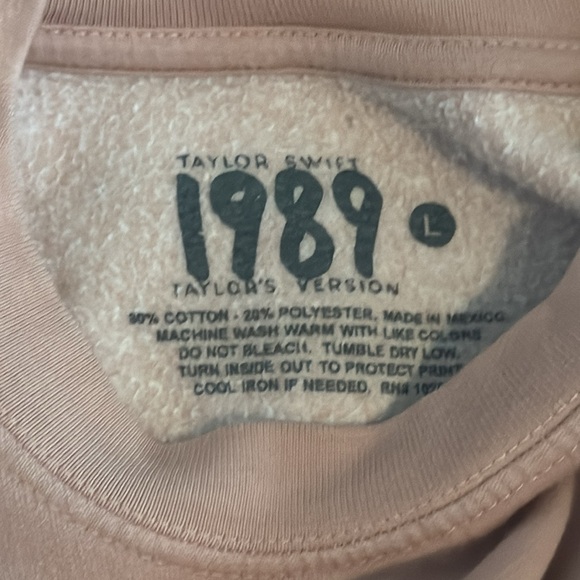 TAYLOR SWIFT
1989 L
TAYLOR'S VERSION
80% COTTON - 20% POLYESTER, MADE IN MEXICO
MACHINE WASH WARM WITH LIKE COLORS
DO NOT BLEACH, TUMBLE DRY LOW.
TURN INSIDE OUT TO PROTECT PRINT
COOL IRON IF NEEDED. RN#